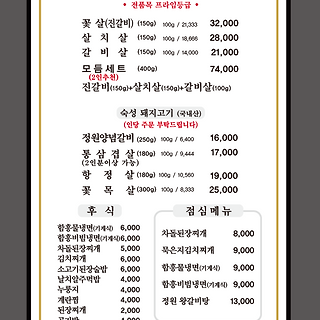 • 전품목 프라임등급 •
꽃 살(진갈비) (150g) 100g / 21,333 32,000
살 치 살 (150g) 100g / 18,666 28,000
갈 비 살 (150g) 100g / 14,000 21,000
모듬세트 (400g) 74,000
(2인추천)
진갈비(150g)+살치살(150g)+갈비살(100g)
숙성 돼지고기 (국내산)
(인당 주문 부탁드립니다)
정원양념갈비 (250g) 100g / 6,400 16,000
통 삼 겹 살 (180g) 100g / 9,444 17,000
(2인분이상 가능)
항 정 살 (180g) 100g / 10,560 19,000
꽃 목 살 (300g) 100g / 8,333 25,000
후 식
함흥물냉면(기계식) 6,000
함흥비빔냉면(기계식) 6,000
차돌된장찌개 5,000
김치찌개 6,000
소고기된장술밥 6,000
날치알주먹밥 4,000
누룽지 4,000
계란찜 4,000
된장찌개 2,000
점심메뉴
차돌된장찌개 8,000
묵은지김치찌개 9,000
함흥물냉면(기계식) 9,000
함흥비빔냉면(기계식) 9,000
정원 왕갈비탕 13,000